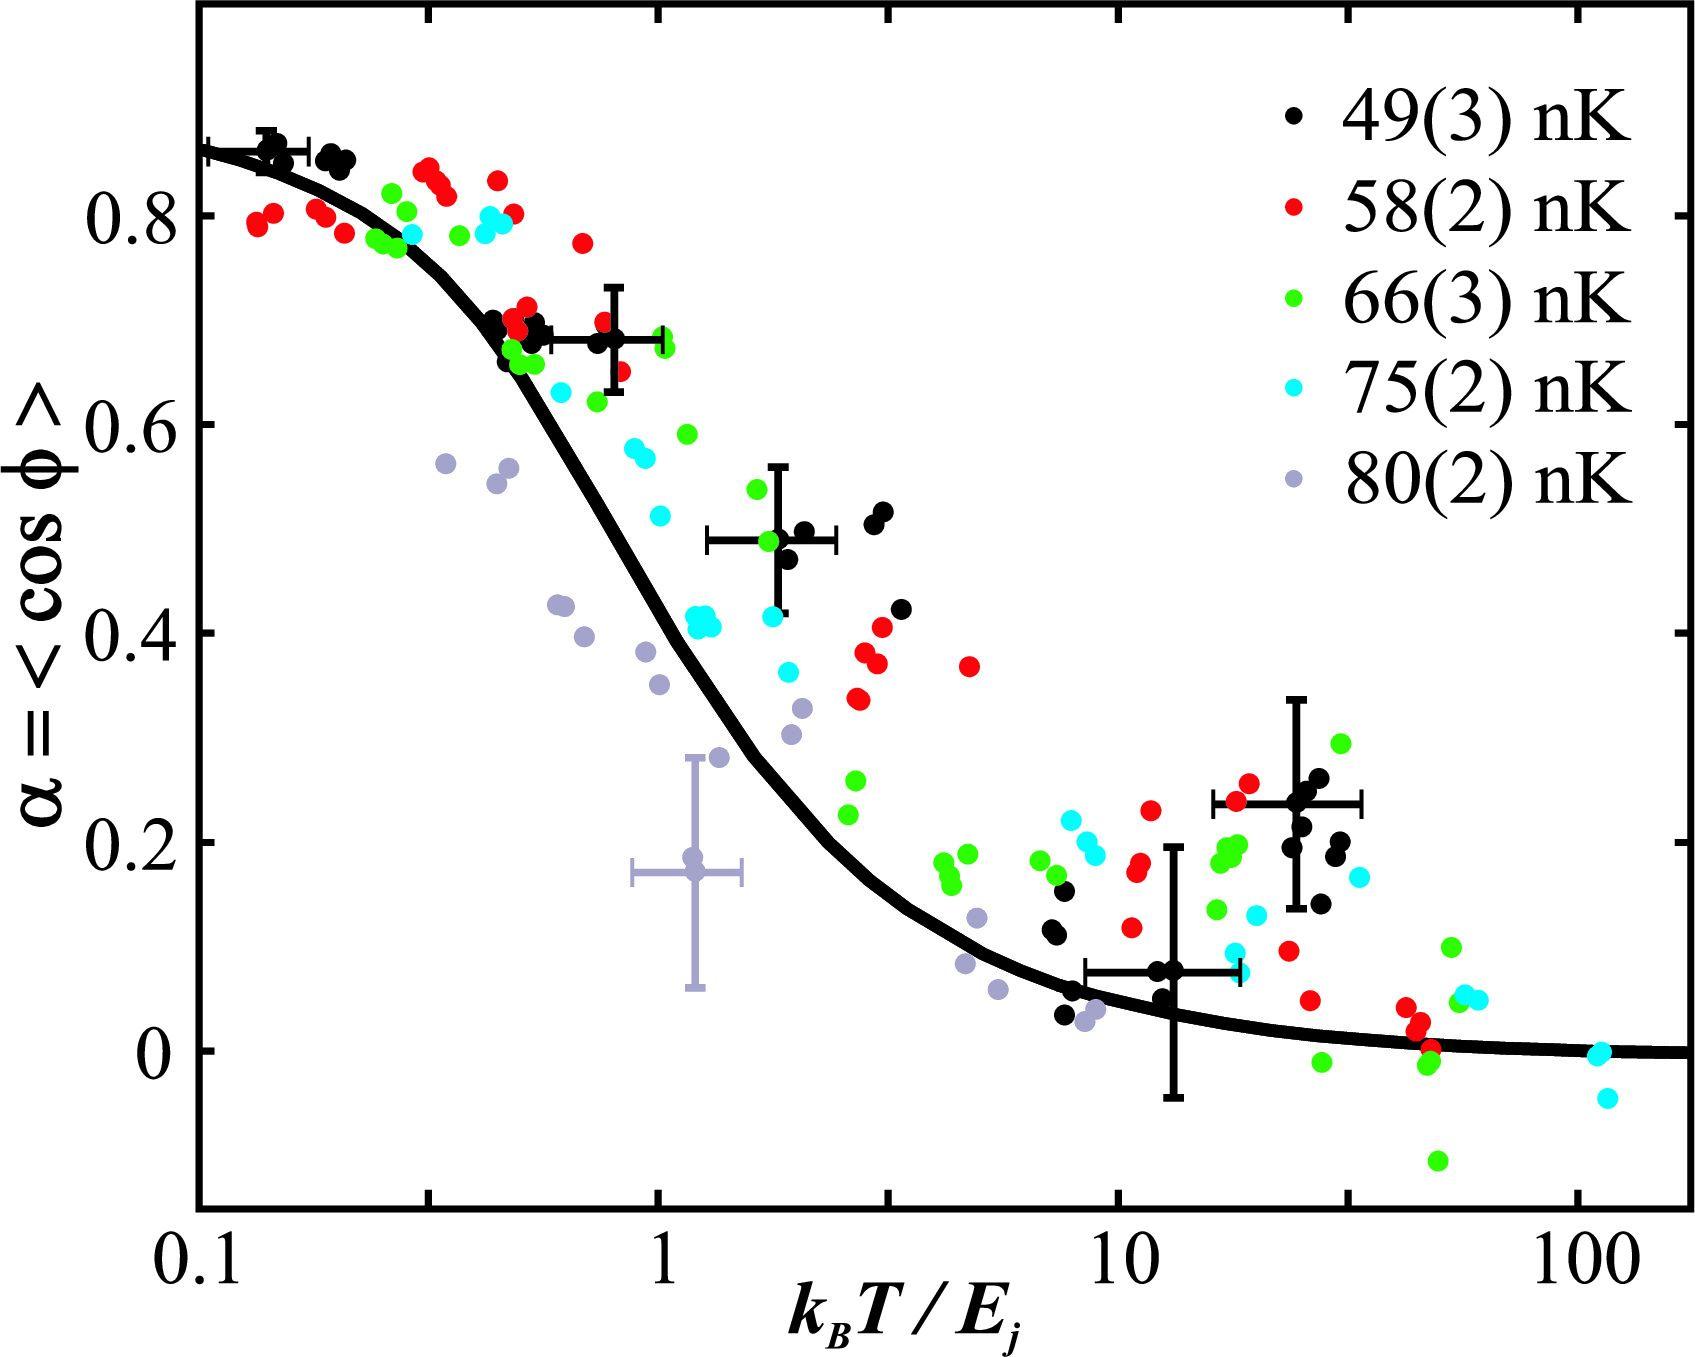 49(3) nK
58(2) nK
66(3) nK
75(2) nK
80(2) nK
0.8
0.6
0.4
0.2
0
α = < cos ϕ >
0.1 1 10 100
k_B T / E_j